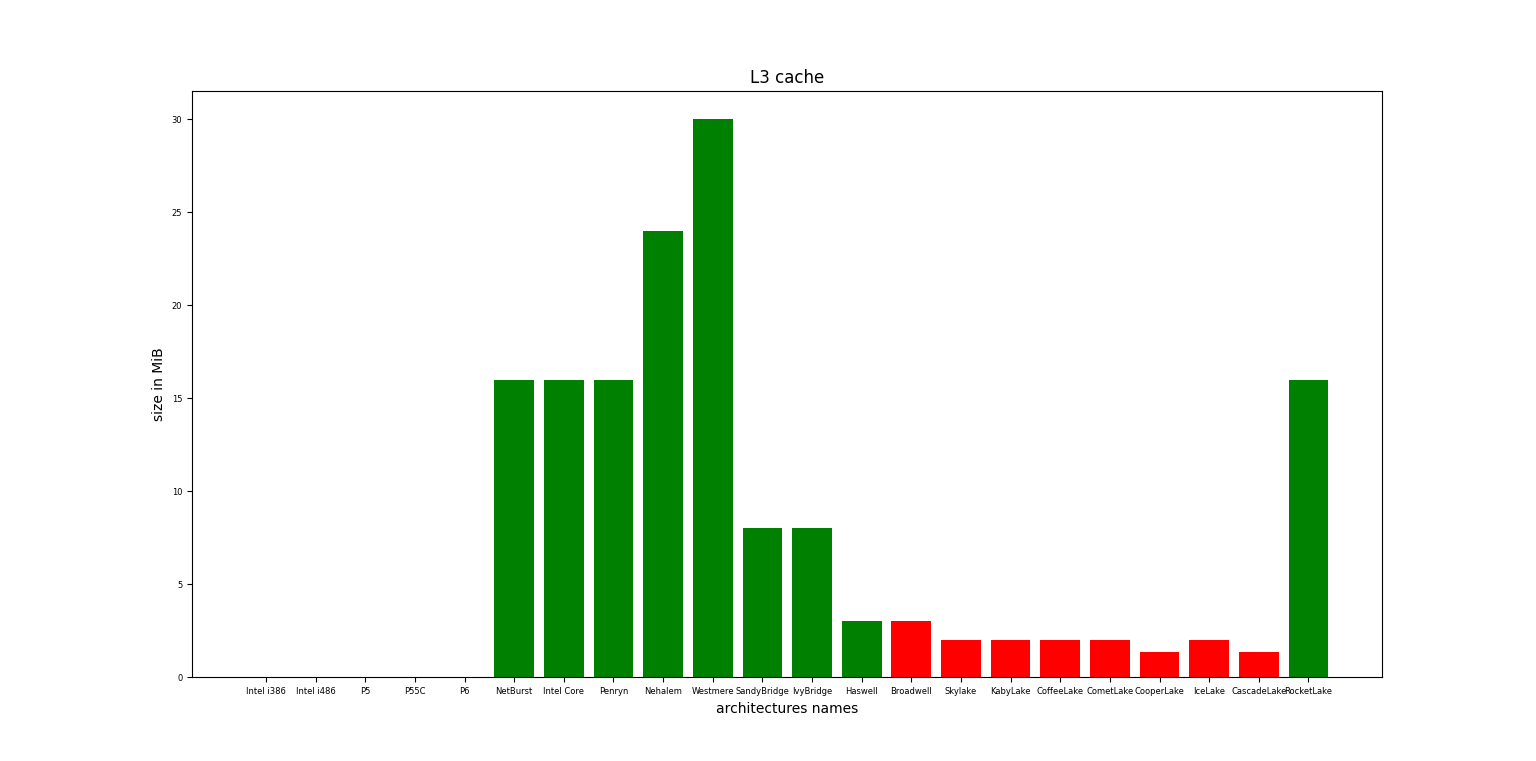 L3 cache
30
25
20
15
10
5
0
size in MiB
Intel i386 Intel i486 P5 P55C P6 NetBurst Intel Core Penryn Nehalem Westmere SandyBridge IvyBridge Haswell Broadwell Skylake KabyLake CoffeeLake CometLake CooperLake IceLake CascadeLake RocketLake
architectures names